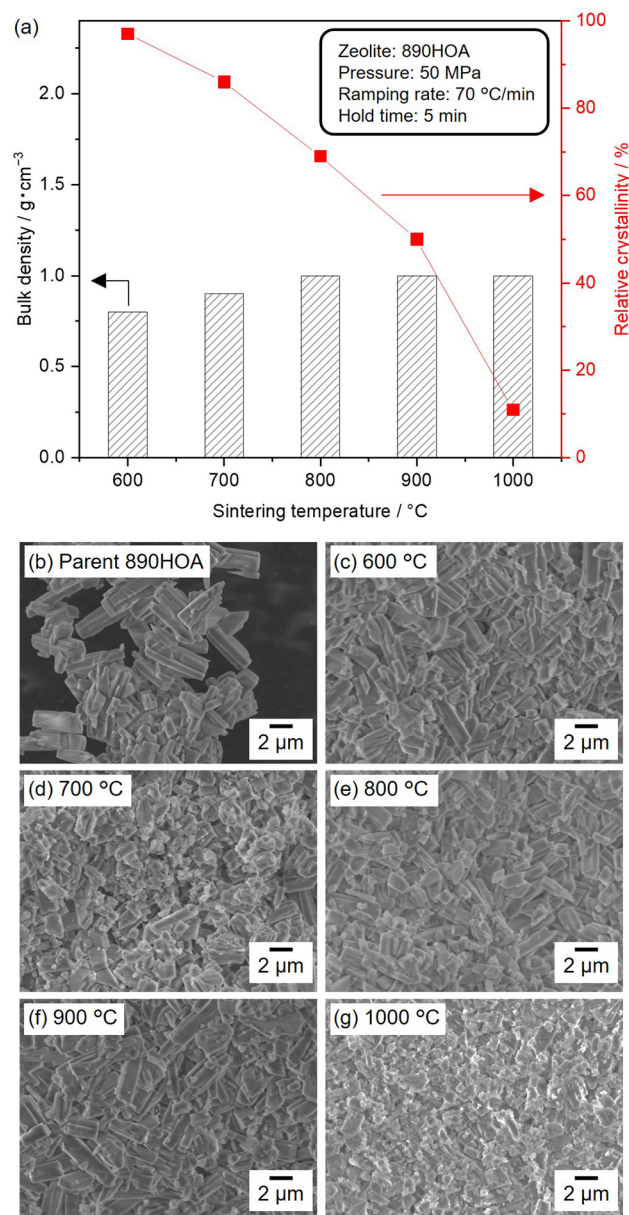 (a)
Zeolite: 890HOA
Pressure: 50 MPa
Ramping rate: 70 °C/min
Hold time: 5 min
Bulk density / g·cm⁻³
2.0
1.5
1.0
0.5
0.0
Relative crystallinity / %
100
80
60
40
20
0
600 700 800 900 1000
Sintering temperature / °C
(b) Parent 890HOA
2 μm
(c) 600 °C
2 μm
(d) 700 °C
2 μm
(e) 800 °C
2 μm
(f) 900 °C
2 μm
(g) 1000 °C
2 μm